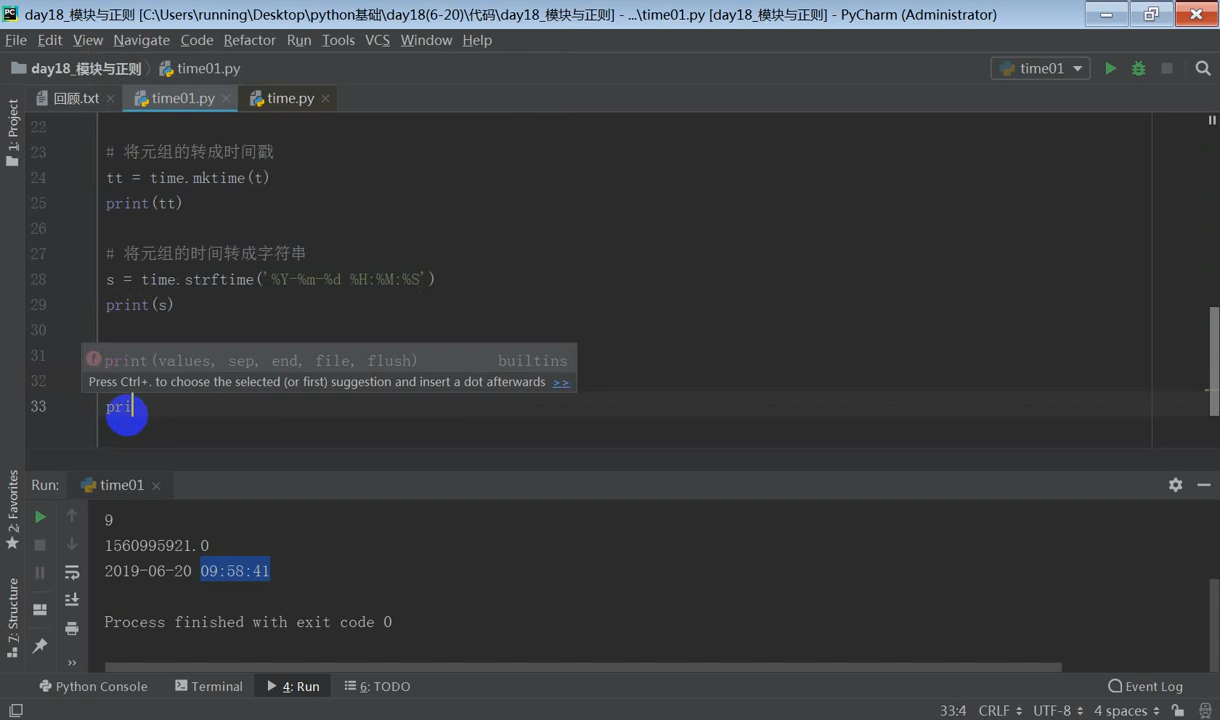 day18_模块与正则 [C:\Users\running\Desktop\python基础\day18(6-20)\代码\day18_模块与正则] - ...\time01.py [day18_模块与正则] - PyCharm (Administrator)
File Edit View Navigate Code Refactor Run Tools VCS Window Help
day18_模块与正则 time01.py time01
回顾.txt time01.py time.py
22
23 # 将元组的转成时间戳
24 tt = time.mktime(t)
25 print(tt)
26
27 # 将元组的时间转成字符串
28 s = time.strftime('%Y-%m-%d %H:%M:%S')
29 print(s)
30
31 print(values, sep, end, file, flush) builtins
32 Press Ctrl+. to choose the selected (or first) suggestion and insert a dot afterwards >>
33 pri
1: Project
2: Favorites
7: Structure
Run: time01
9
1560995921.0
2019-06-20 09:58:41
Process finished with exit code 0
Python Console Terminal 4: Run 6: TODO Event Log
33:4 CRLF UTF-8 4 spaces